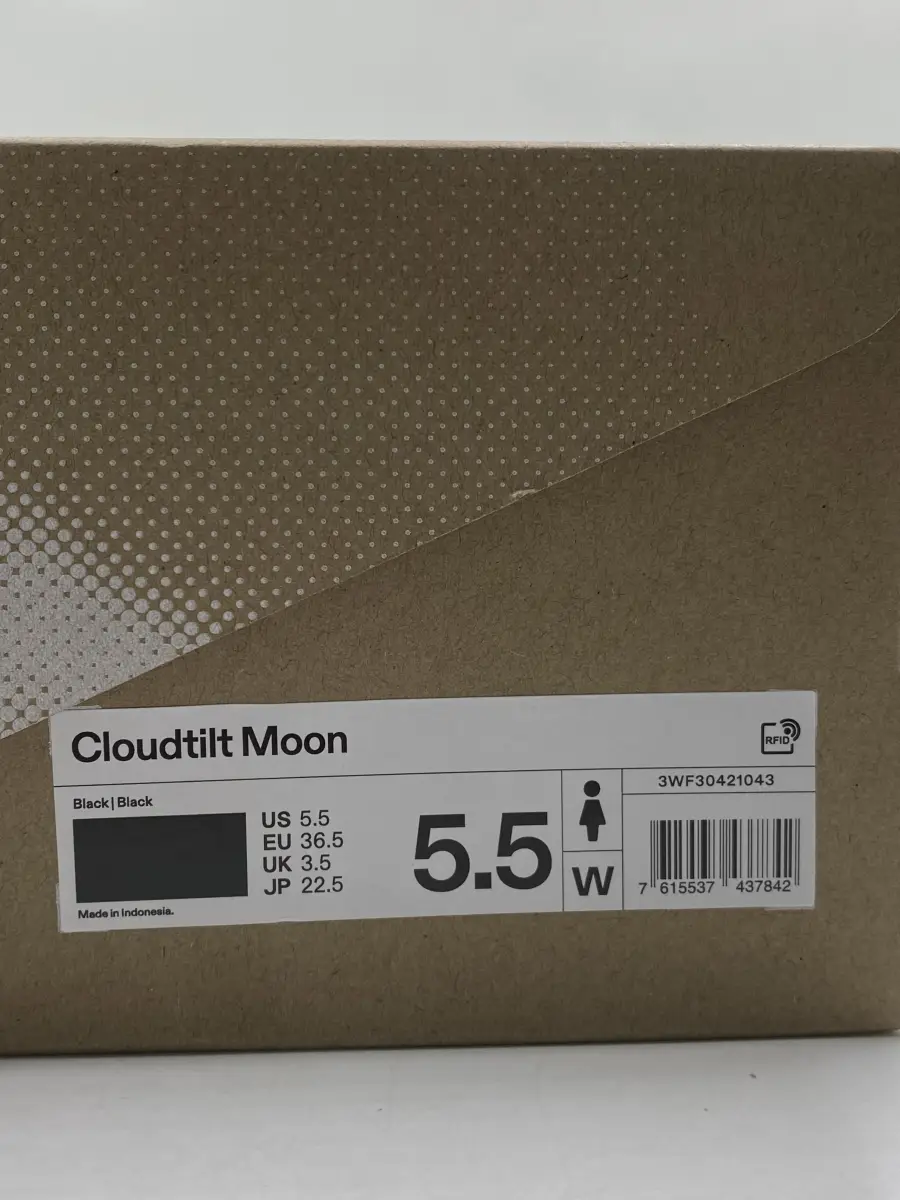 Cloudtilt Moon
RFID
Black | Black
US 5.5
EU 36.5
UK 3.5
JP 22.5
Made in Indonesia.
5.5
W
3WF30421043
7 615537 437842